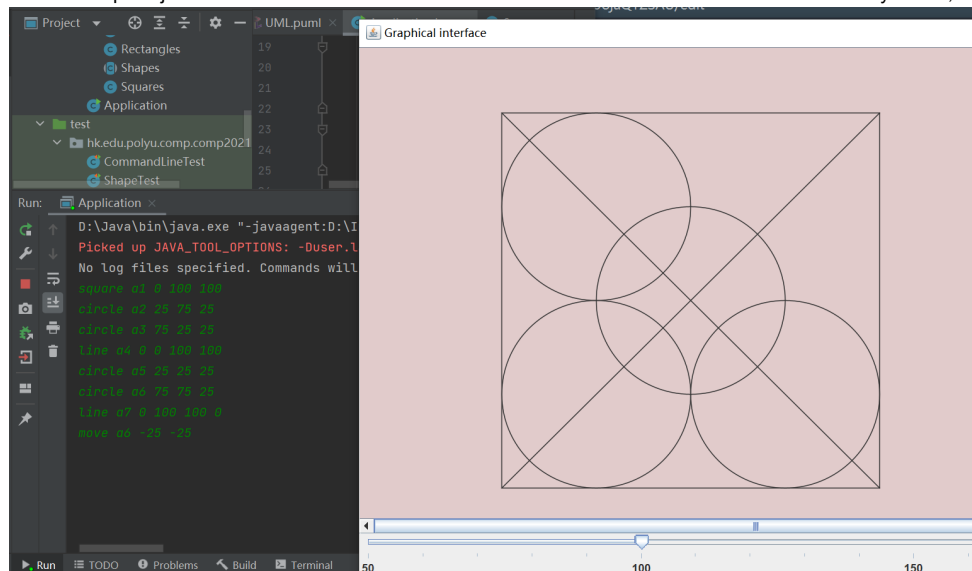 Project
UML.puml
Graphical interface
Rectangles
Shapes
Squares
Application
test
hk.edu.polyu.comp.comp2021
CommandLineTest
ShapeTest
19
20
21
22
23
24
25
Run: Application
D:\Java\bin\java.exe "-javaagent:D:\I
Picked up JAVA_TOOL_OPTIONS: -Duser.l
No log files specified. Commands will
square a1 0 100 100
circle a2 25 75 25
circle a3 75 25 25
line a4 0 0 100 100
circle a5 25 25 25
circle a6 75 75 25
line a7 0 100 100 0
move a6 -25 -25
Run TODO Problems Build Terminal
50 100 150